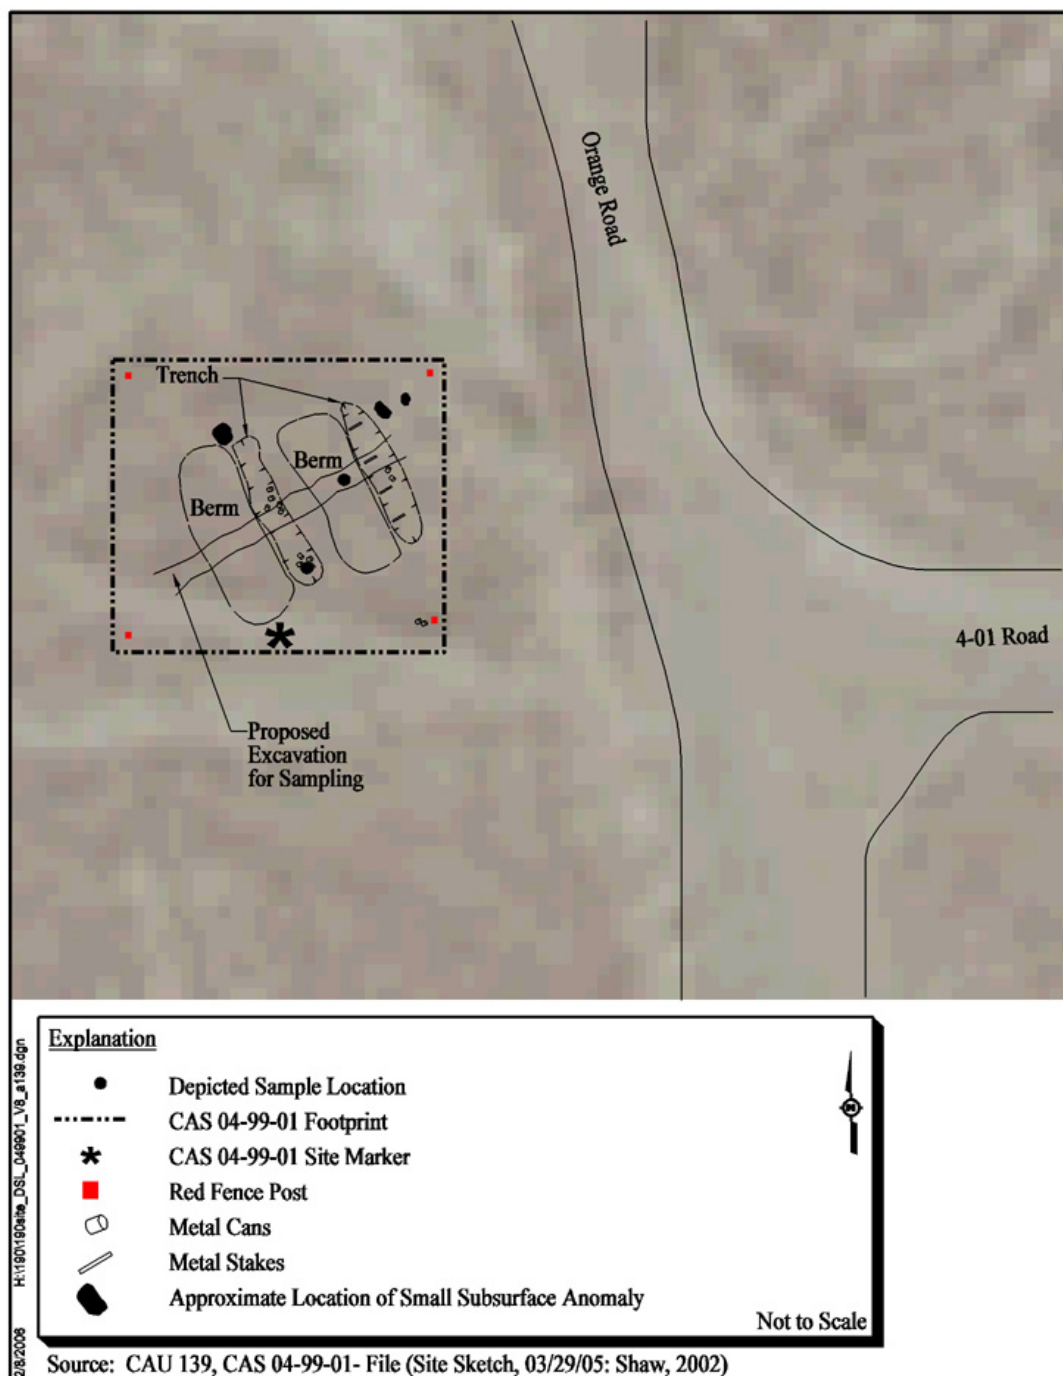 Orange Road
Trench
Berm
Berm
4-01 Road
Proposed
Excavation
for Sampling
Explanation
Depicted Sample Location
CAS 04-99-01 Footprint
CAS 04-99-01 Site Marker
Red Fence Post
Metal Cans
Metal Stakes
Approximate Location of Small Subsurface Anomaly
N
Not to Scale
Source: CAU 139, CAS 04-99-01- File (Site Sketch, 03/29/05: Shaw, 2002)
2/8/2006 H:\190\190site_DSL_049901_V8_a139.dgn